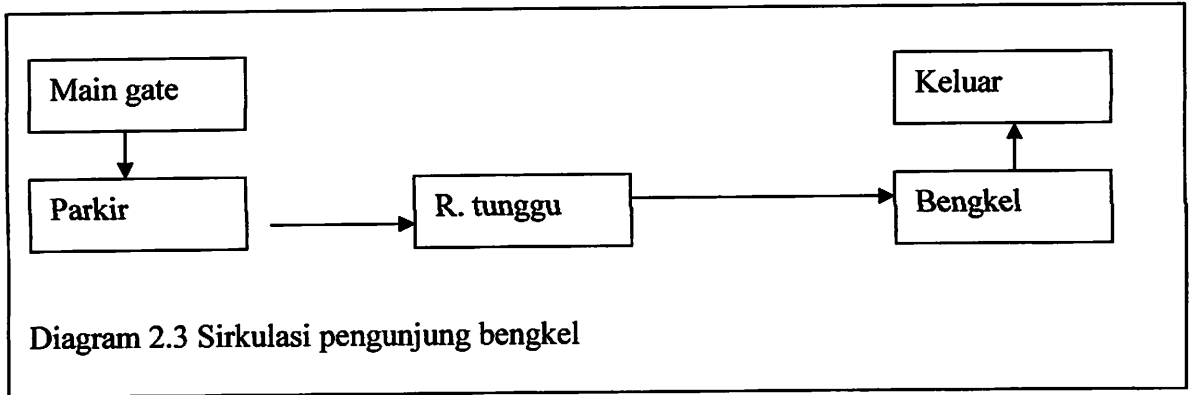 Main gate
Keluar
Parkir
R. tunggu
Bengkel
Diagram 2.3 Sirkulasi pengunjung bengkel